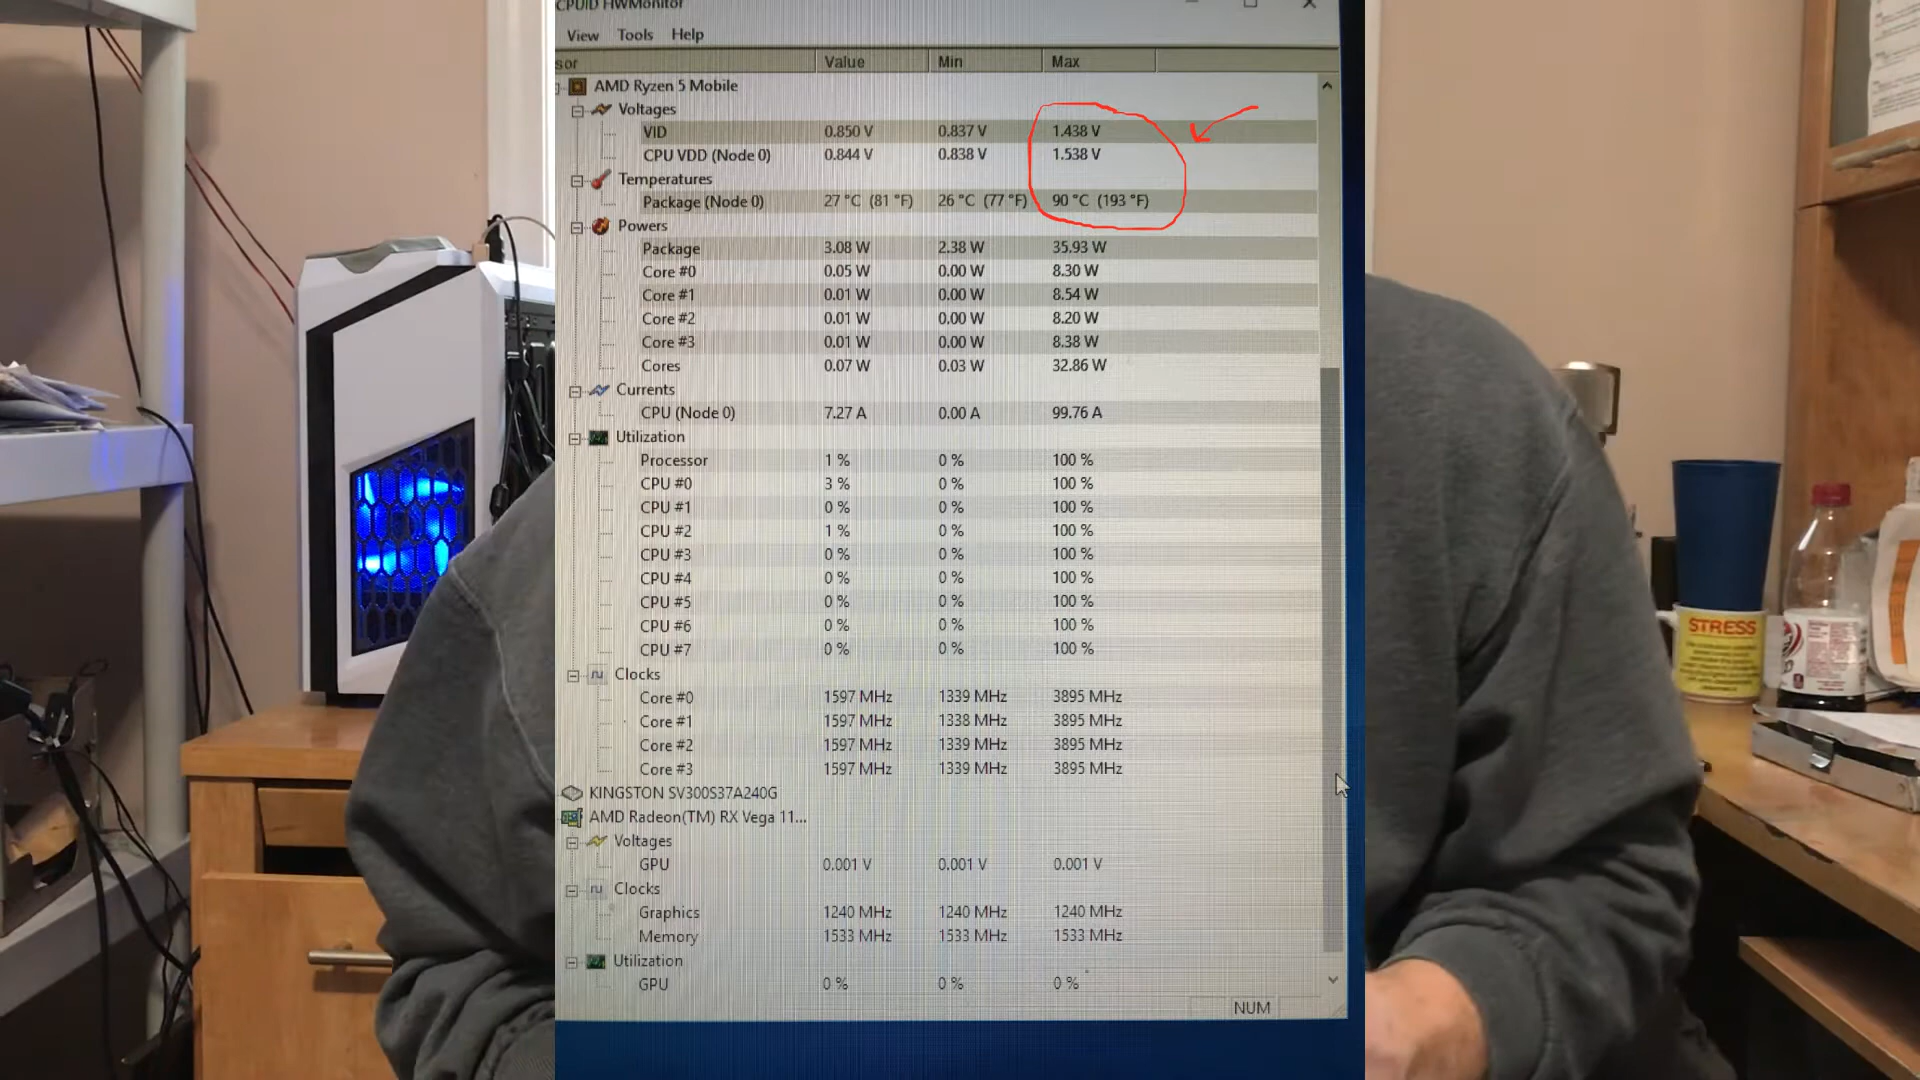 CPUID HWMonitor
View Tools Help
sor Value Min Max
AMD Ryzen 5 Mobile
Voltages
VID 0.850 V 0.837 V 1.438 V
CPU VDD (Node 0) 0.844 V 0.838 V 1.538 V
Temperatures
Package (Node 0) 27 °C (81 °F) 26 °C (77 °F) 90 °C (193 °F)
Powers
Package 3.08 W 2.38 W 35.93 W
Core #0 0.05 W 0.00 W 8.30 W
Core #1 0.01 W 0.00 W 8.54 W
Core #2 0.01 W 0.00 W 8.20 W
Core #3 0.01 W 0.00 W 8.38 W
Cores 0.07 W 0.03 W 32.86 W
Currents
CPU (Node 0) 7.27 A 0.00 A 99.76 A
Utilization
Processor 1 % 0 % 100 %
CPU #0 3 % 0 % 100 %
CPU #1 0 % 0 % 100 %
CPU #2 1 % 0 % 100 %
CPU #3 0 % 0 % 100 %
CPU #4 0 % 0 % 100 %
CPU #5 0 % 0 % 100 %
CPU #6 0 % 0 % 100 %
CPU #7 0 % 0 % 100 %
Clocks
Core #0 1597 MHz 1339 MHz 3895 MHz
Core #1 1597 MHz 1338 MHz 3895 MHz
Core #2 1597 MHz 1339 MHz 3895 MHz
Core #3 1597 MHz 1339 MHz 3895 MHz
KINGSTON SV300S37A240G
AMD Radeon(TM) RX Vega 11...
Voltages
GPU 0.001 V 0.001 V 0.001 V
Clocks
Graphics 1240 MHz 1240 MHz 1240 MHz
Memory 1533 MHz 1533 MHz 1533 MHz
Utilization
GPU 0 % 0 % 0 %
NUM
STRESS